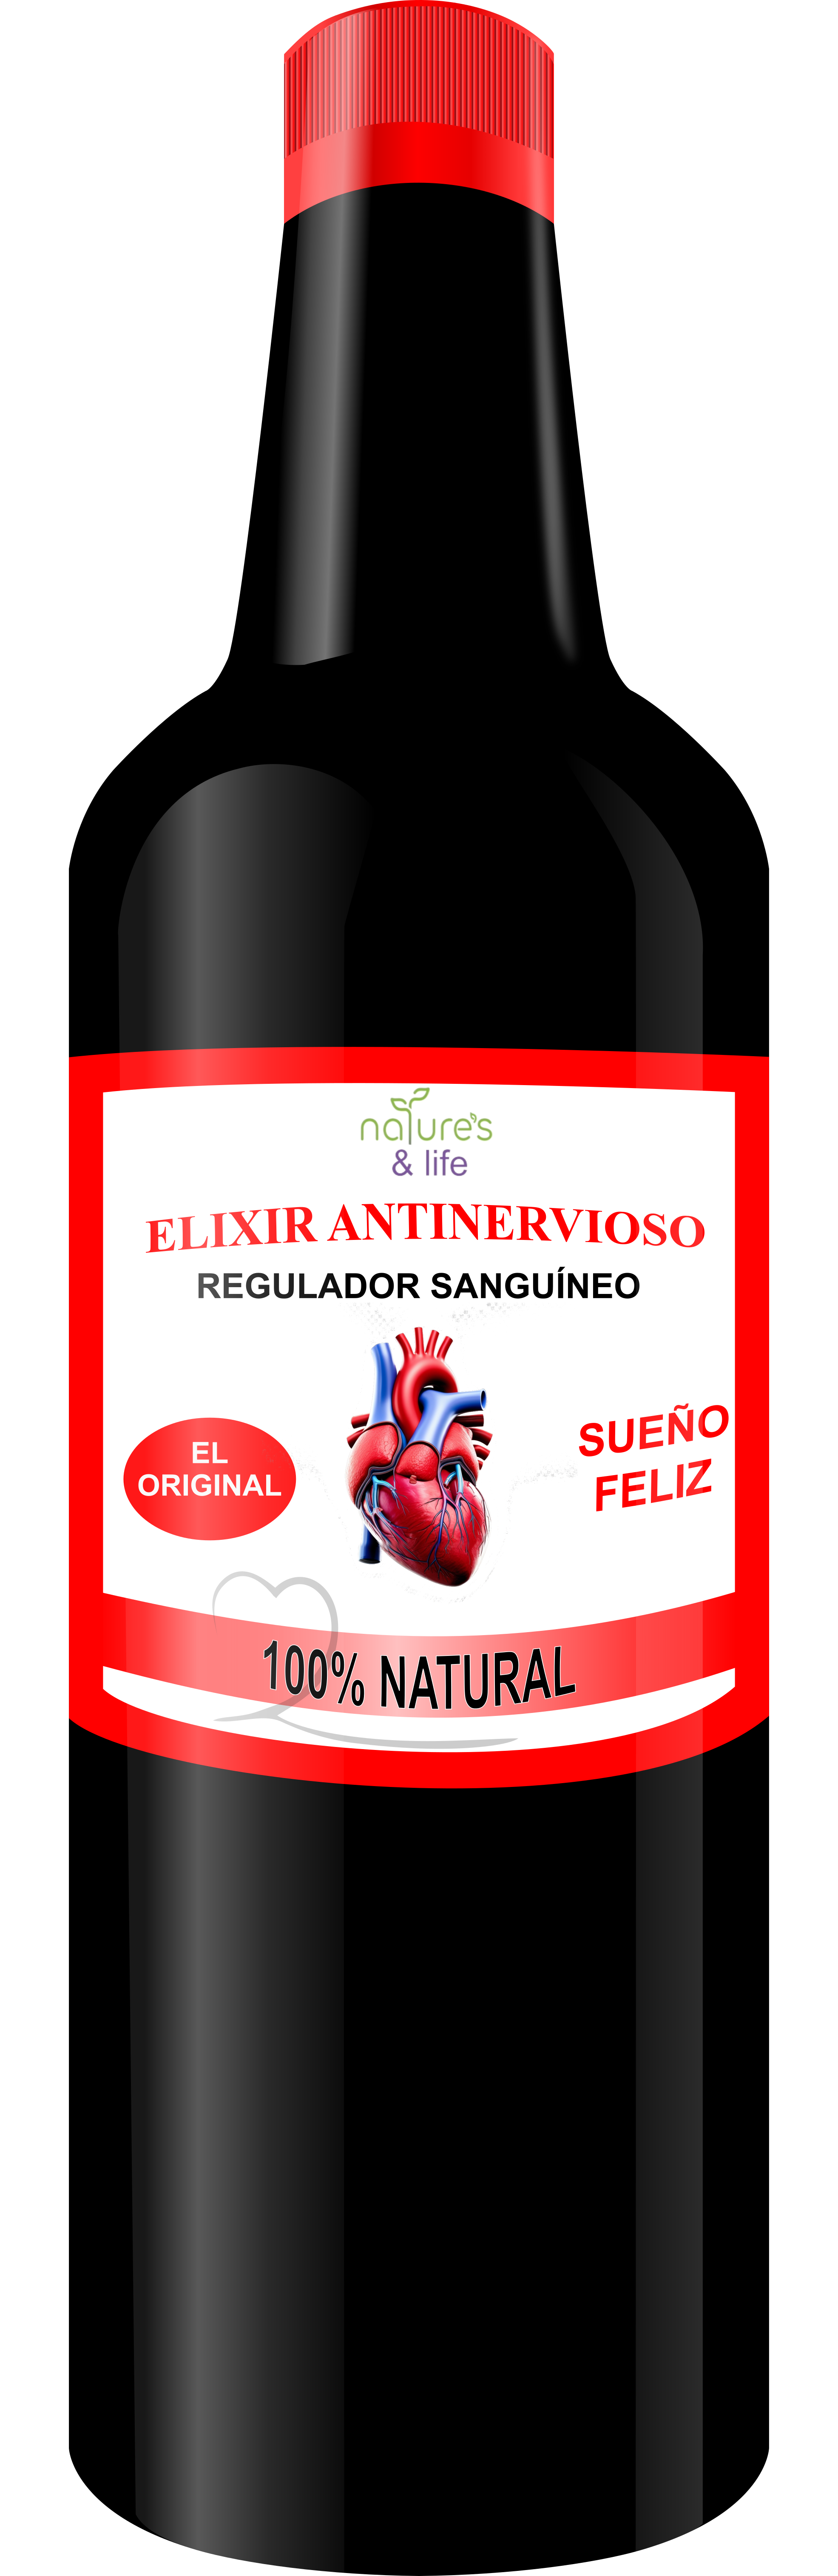 nature's
& life
ELIXIR ANTINERVIOSO
REGULADOR SANGUÍNEO
EL
ORIGINAL
SUEÑO
FELIZ
100% NATURAL